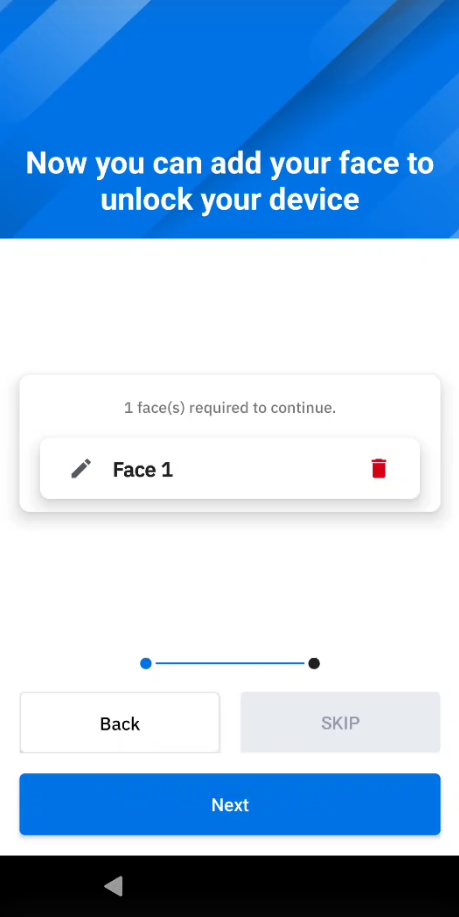 Now you can add your face to
unlock your device
1 face(s) required to continue.
Face 1
Back
SKIP
Next